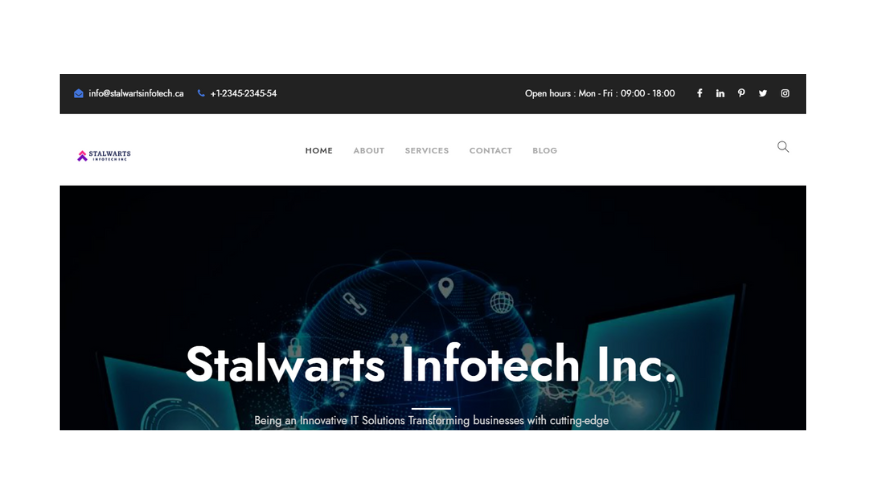 info@stalwartsinfotech.ca +1-2345-2345-54 Open hours : Mon - Fri : 09:00 - 18:00
STALWARTS
INFOTECH INC
HOME ABOUT SERVICES CONTACT BLOG
Stalwarts Infotech Inc.
Being an Innovative IT Solutions Transforming businesses with cutting-edge